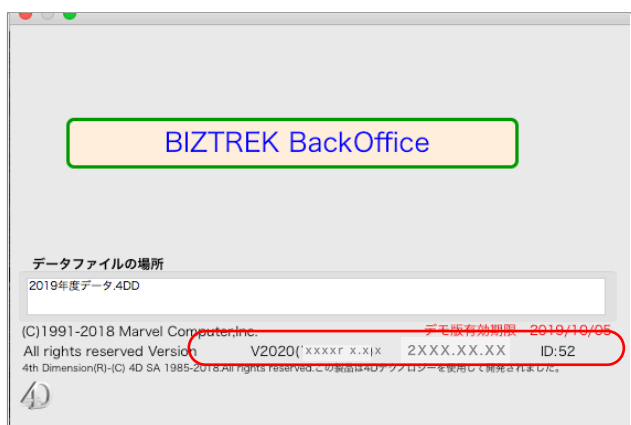 BIZTREK BackOffice
データファイルの場所
2019年度データ.4DD
(C)1991-2018 Marvel Computer,Inc. デモ版有効期限 2019/10/05
All rights reserved Version V2020( xxxxr x.x)x 2XXX.XX.XX ID:52
4th Dimension(R)-(C) 4D SA 1985-2018.All rights reserved.この製品は4Dテクノロジーを使用して開発されました。
4D